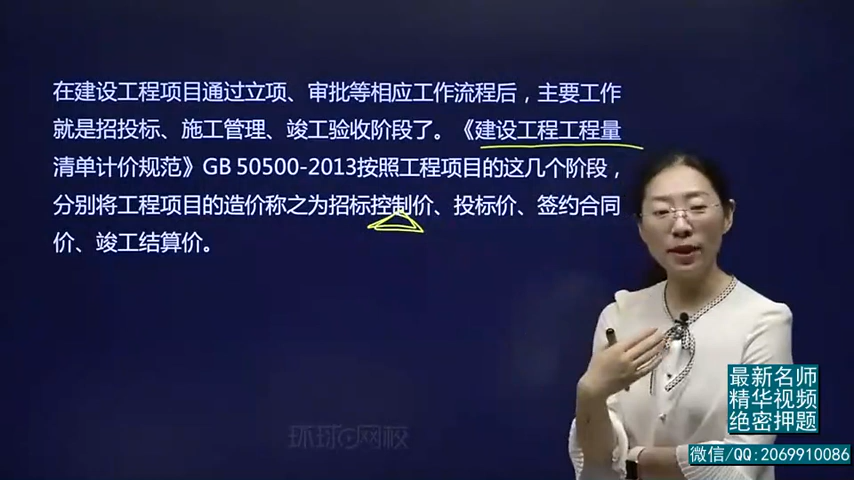 在建设工程项目通过立项、审批等相应工作流程后，主要工作
就是招投标、施工管理、竣工验收阶段了。《建设工程工程量
清单计价规范》GB 50500-2013按照工程项目的这几个阶段，
分别将工程项目的造价称之为招标控制价、投标价、签约合同
价、竣工结算价。
环球e网校
最新名师
精华视频
绝密押题
微信/QQ:2069910086